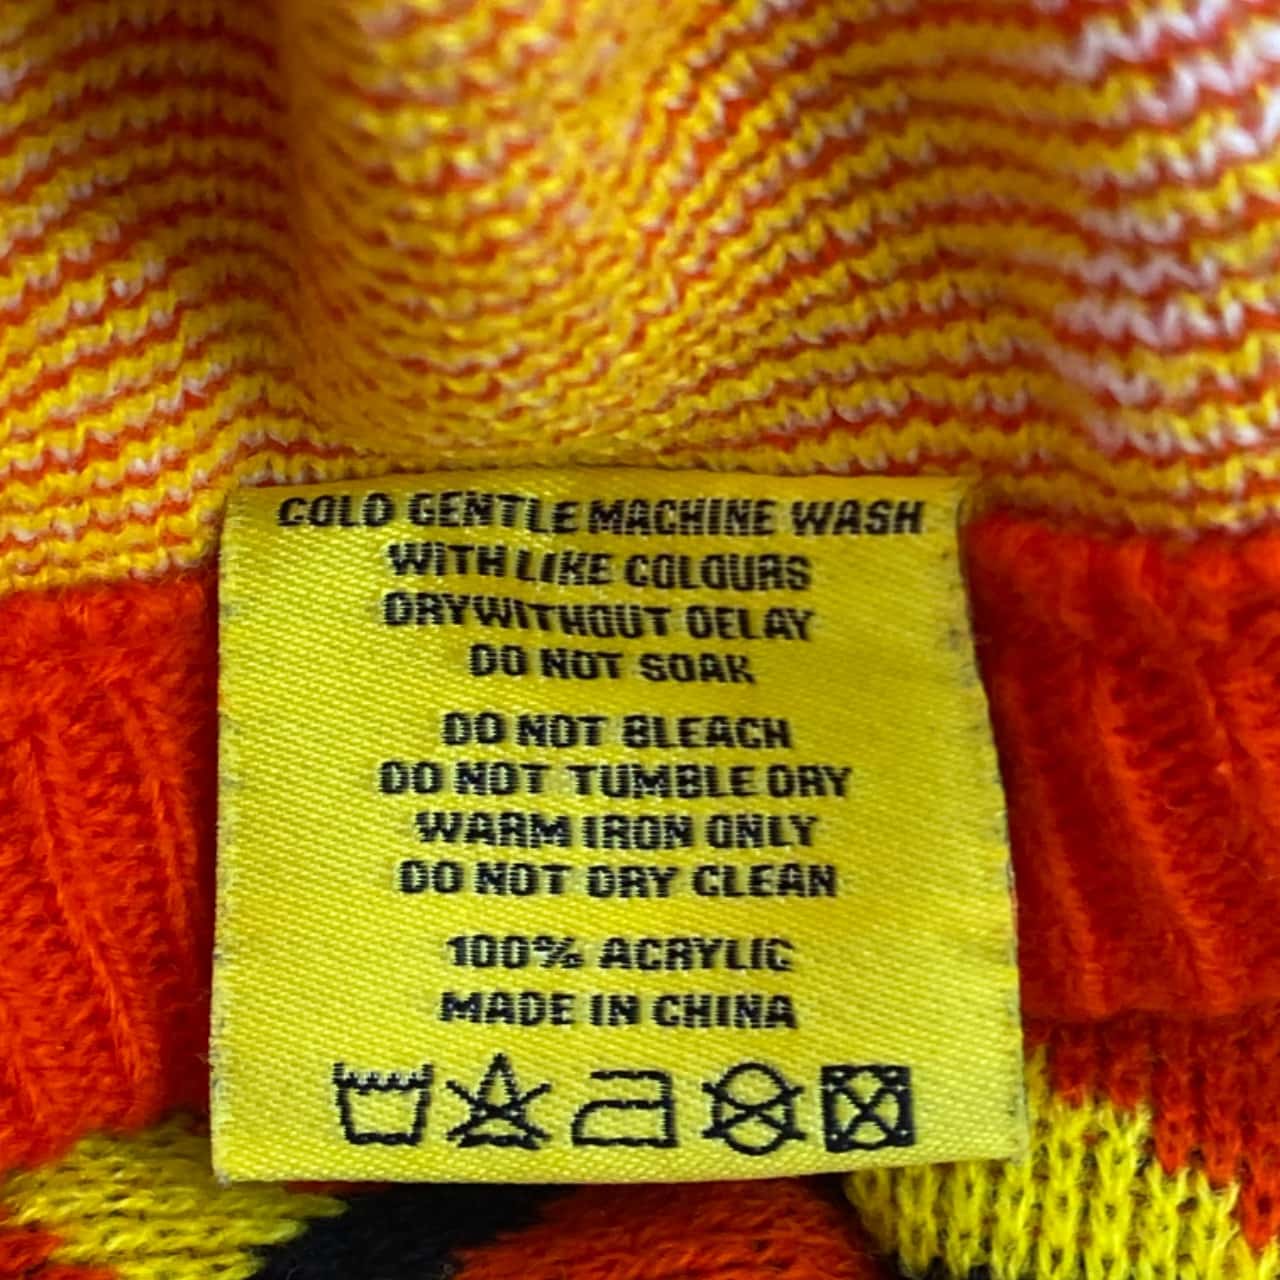 COLD GENTLE MACHINE WASH
WITH LIKE COLOURS
DRY WITHOUT DELAY
DO NOT SOAK
DO NOT BLEACH
DO NOT TUMBLE DRY
WARM IRON ONLY
DO NOT DRY CLEAN
100% ACRYLIC
MADE IN CHINA